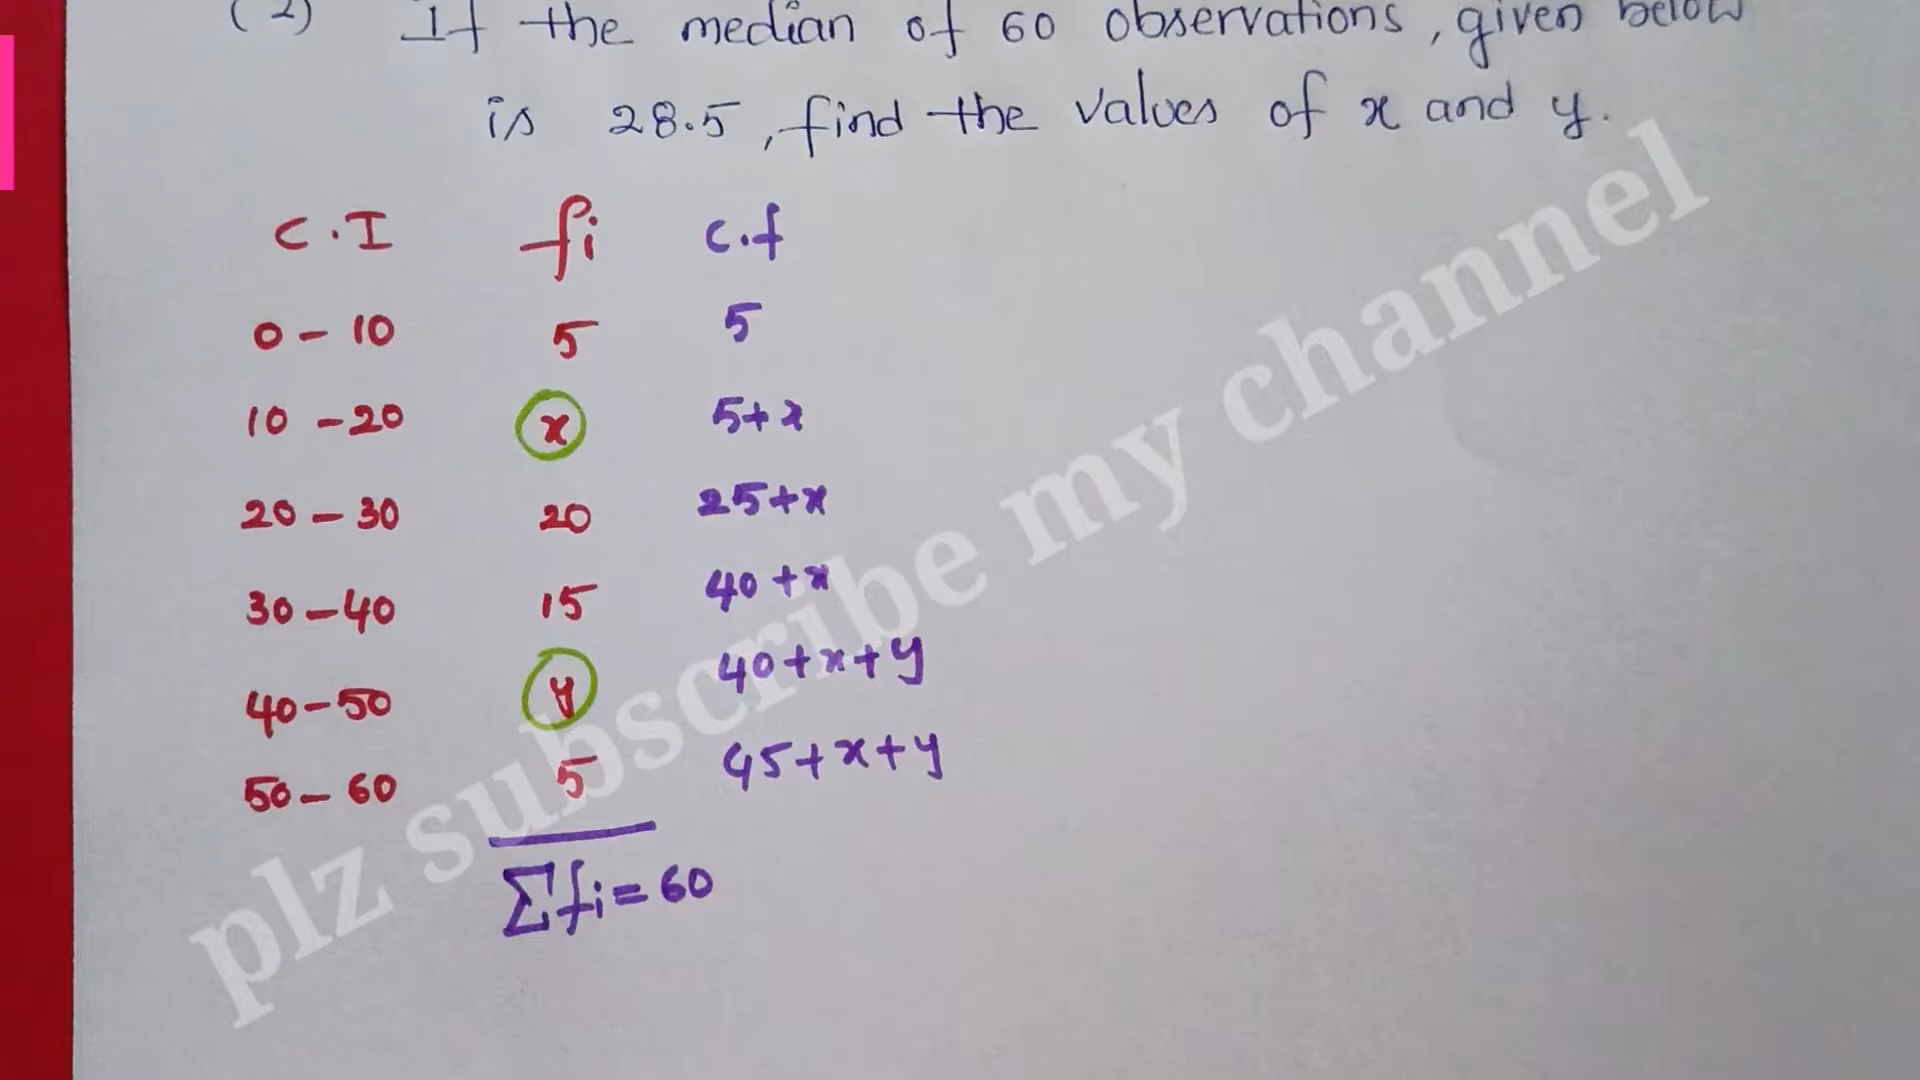 (2) If the median of 60 observations, given below
is 28.5, find the values of x and y.
C.I fi c.f
0 - 10 5 5
10 - 20 x 5+x
20 - 30 20 25+x
30 - 40 15 40+x
40 - 50 y 40+x+y
50 - 60 5 45+x+y
Σfi = 60
plz subscribe my channel